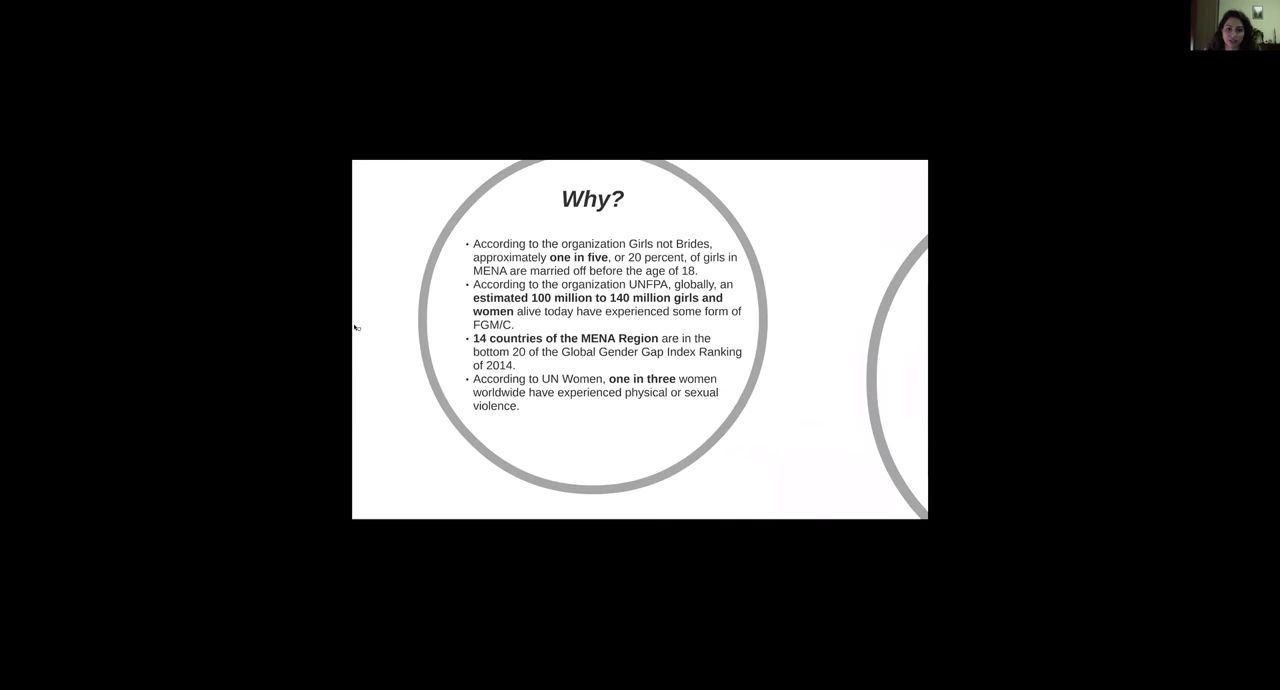 Why?
• According to the organization Girls not Brides,
approximately one in five, or 20 percent, of girls in
MENA are married off before the age of 18.
• According to the organization UNFPA, globally, an
estimated 100 million to 140 million girls and
women alive today have experienced some form of
FGM/C.
• 14 countries of the MENA Region are in the
bottom 20 of the Global Gender Gap Index Ranking
of 2014.
• According to UN Women, one in three women
worldwide have experienced physical or sexual
violence.